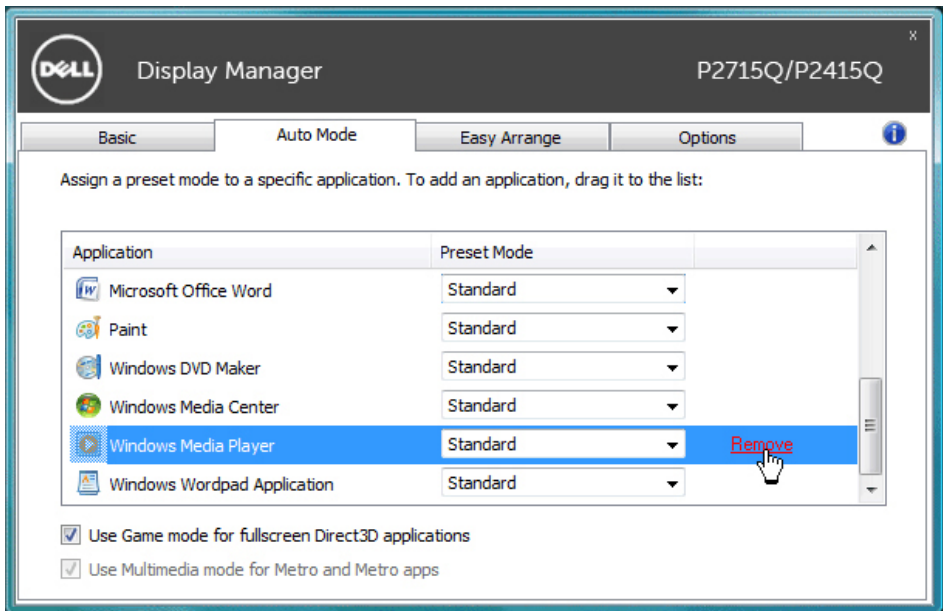 x
DELL Display Manager P2715Q/P2415Q
Basic Auto Mode Easy Arrange Options i
Assign a preset mode to a specific application. To add an application, drag it to the list:
Application Preset Mode
W Microsoft Office Word Standard
Paint Standard
Windows DVD Maker Standard
Windows Media Center Standard
Windows Media Player Standard Remove
A Windows Wordpad Application Standard
Use Game mode for fullscreen Direct3D applications
Use Multimedia mode for Metro and Metro apps